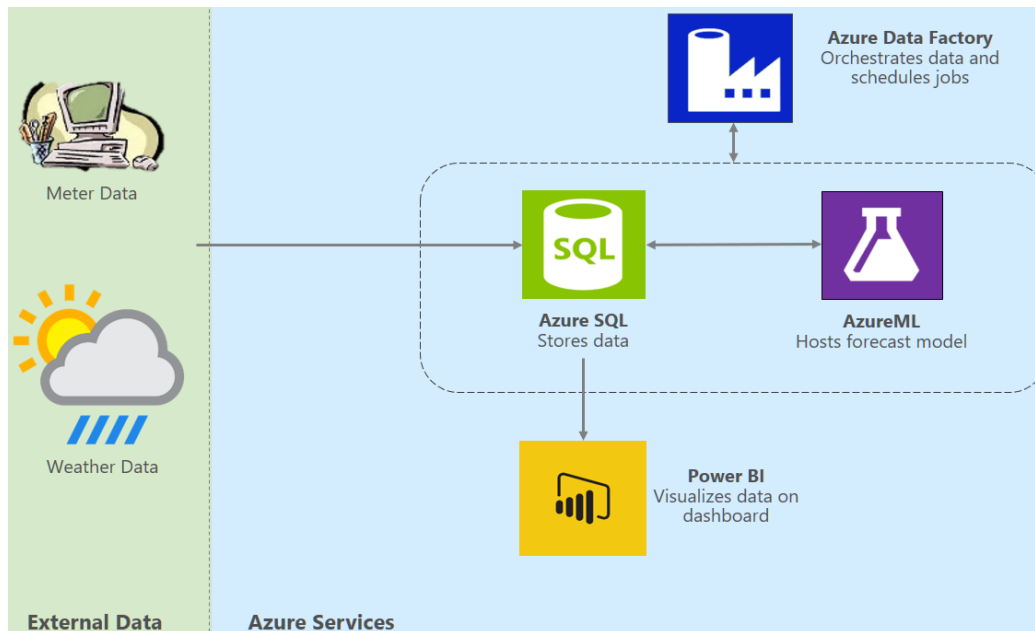 Azure Data Factory
Orchestrates data and
schedules jobs
Meter Data
SQL
Azure SQL
Stores data
AzureML
Hosts forecast model
Weather Data
Power BI
Visualizes data on
dashboard
External Data
Azure Services